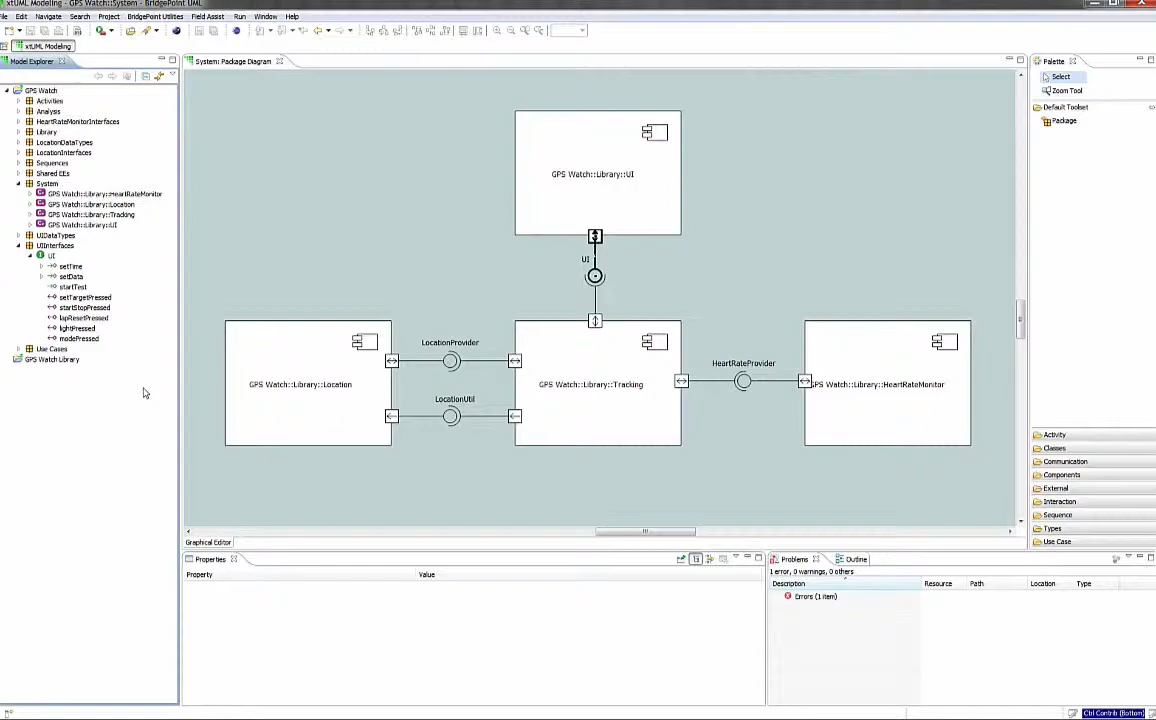 xtUML Modeling - GPS Watch::System - BridgePoint UML
Edit Navigate Search Project BridgePoint Utilities Field Assist Run Window Help
xtUML Modeling
Model Explorer
GPS Watch
Activities
Analysis
HeartRateMonitorInterfaces
Library
LocationDataTypes
LocationInterfaces
Sequences
Shared EEs
System
GPS Watch::Library::HeartRateMonitor
GPS Watch::Library::Location
GPS Watch::Library::Tracking
GPS Watch::Library::UI
UIDataTypes
UIInterfaces
UI
setTime
setData
startTest
setTargetPressed
startStopPressed
lapResetPressed
lightPressed
modePressed
Use Cases
GPS Watch Library
System: Package Diagram
GPS Watch::Library::UI
UI
LocationProvider
HeartRateProvider
GPS Watch::Library::Location
GPS Watch::Library::Tracking
GPS Watch::Library::HeartRateMonitor
LocationUtil
Graphical Editor
Palette
Select
Zoom Tool
Default Toolset
Package
Activity
Classes
Communication
Components
External
Interaction
Sequence
Types
Use Case
Properties
Property Value
Problems Outline
1 error, 0 warnings, 0 others
Description Resource Path Location Type
Errors (1 item)
Ctrl Contrib (Bottom)